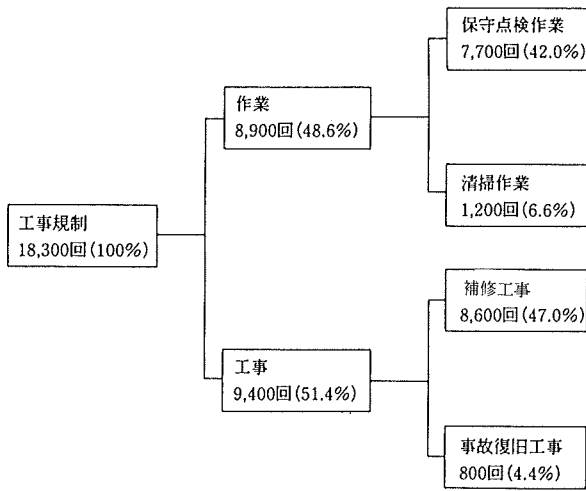 工事規制
18,300回(100%)
作業
8,900回(48.6%)
保守点検作業
7,700回(42.0%)
清掃作業
1,200回(6.6%)
工事
9,400回(51.4%)
補修工事
8,600回(47.0%)
事故復旧工事
800回(4.4%)